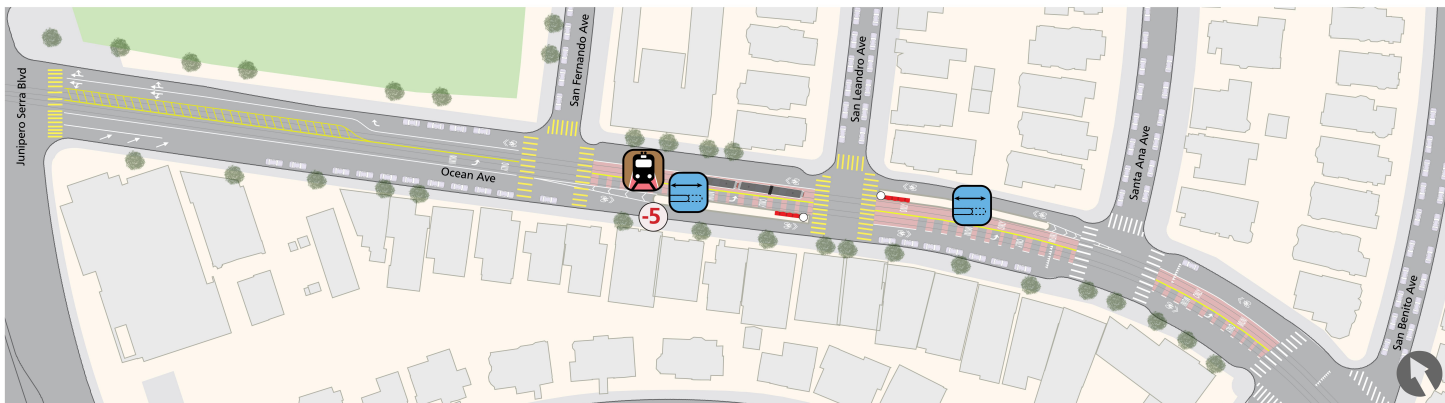 Junipero Serra Blvd
San Fernando Ave
San Leandro Ave
Santa Ana Ave
San Benito Ave
Ocean Ave
-5